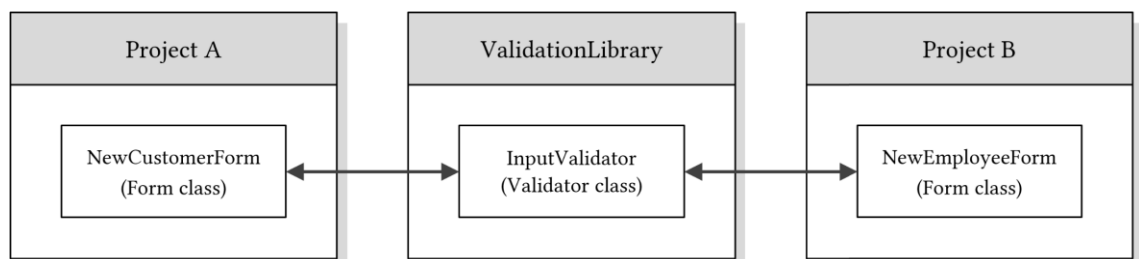 Project A
NewCustomerForm
(Form class)
ValidationLibrary
InputValidator
(Validator class)
Project B
NewEmployeeForm
(Form class)